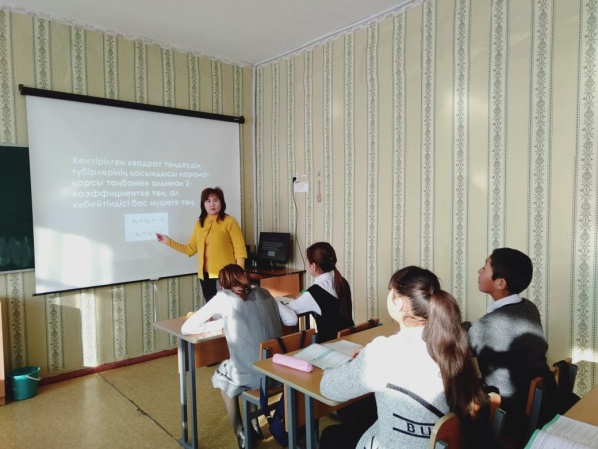 Келтірілген квадрат теңдеудің
түбірлерінің қосындысы қарама-
қарсы таңбамен алынған 2-
коэффициентке тең, ал
көбейтіндісі бос мүшеге тең.